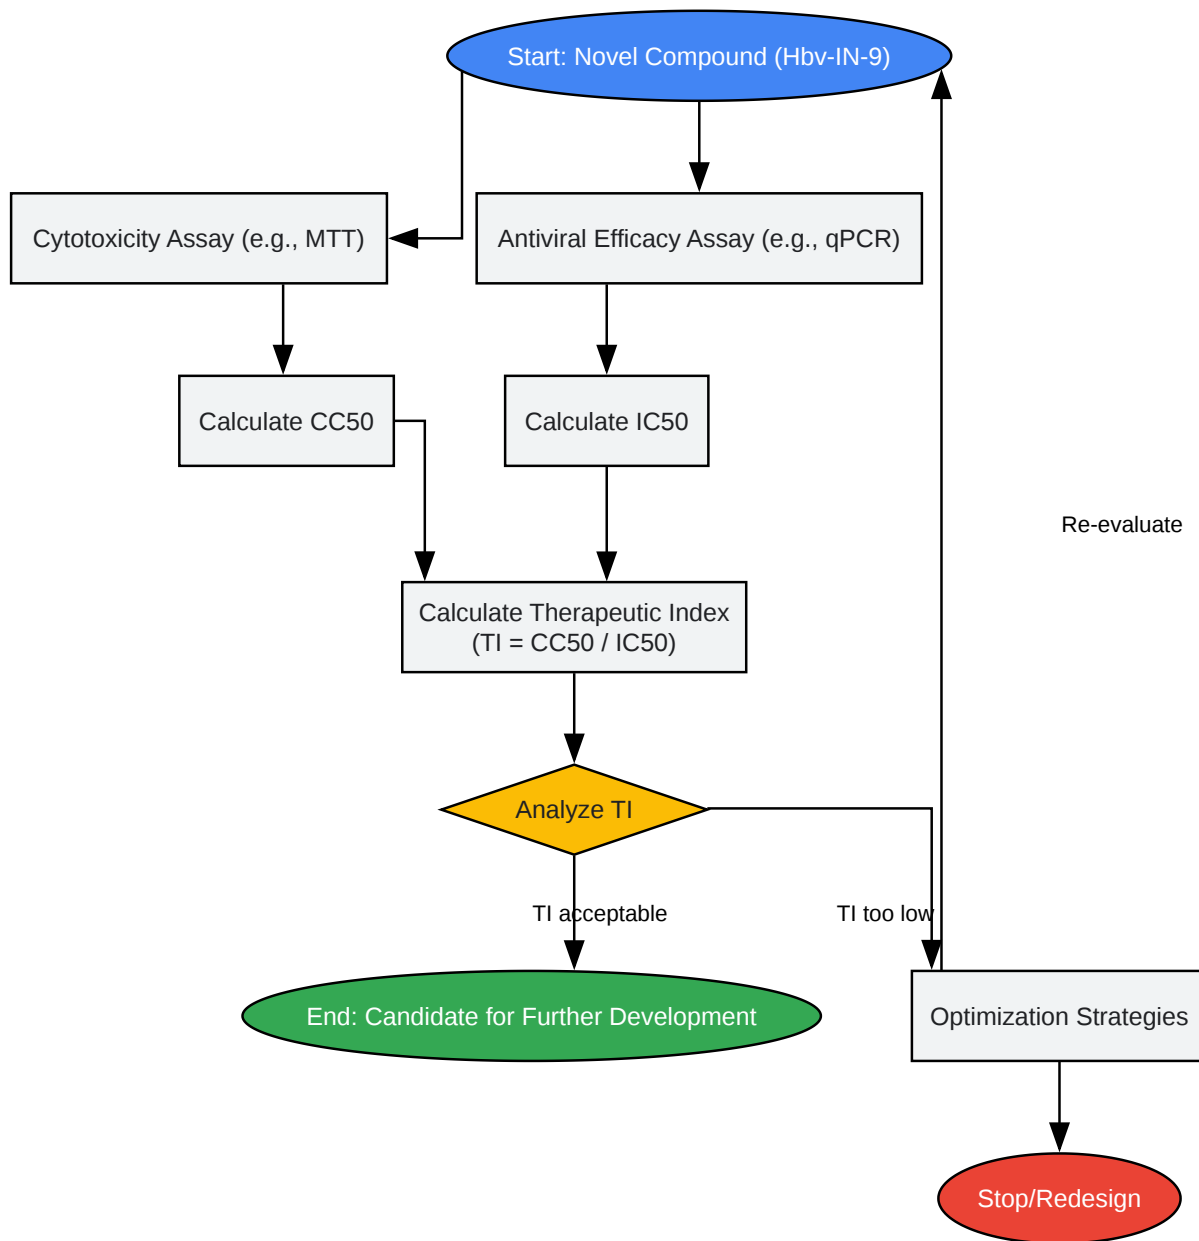 Start: Novel Compound (Hbv-IN-9)
Cytotoxicity Assay (e.g., MTT)
Antiviral Efficacy Assay (e.g., qPCR)
Calculate CC50
Calculate IC50
Re-evaluate
Calculate Therapeutic Index
(TI = CC50 / IC50)
Analyze TI
TI acceptable
TI too low
End: Candidate for Further Development
Optimization Strategies
Stop/Redesign